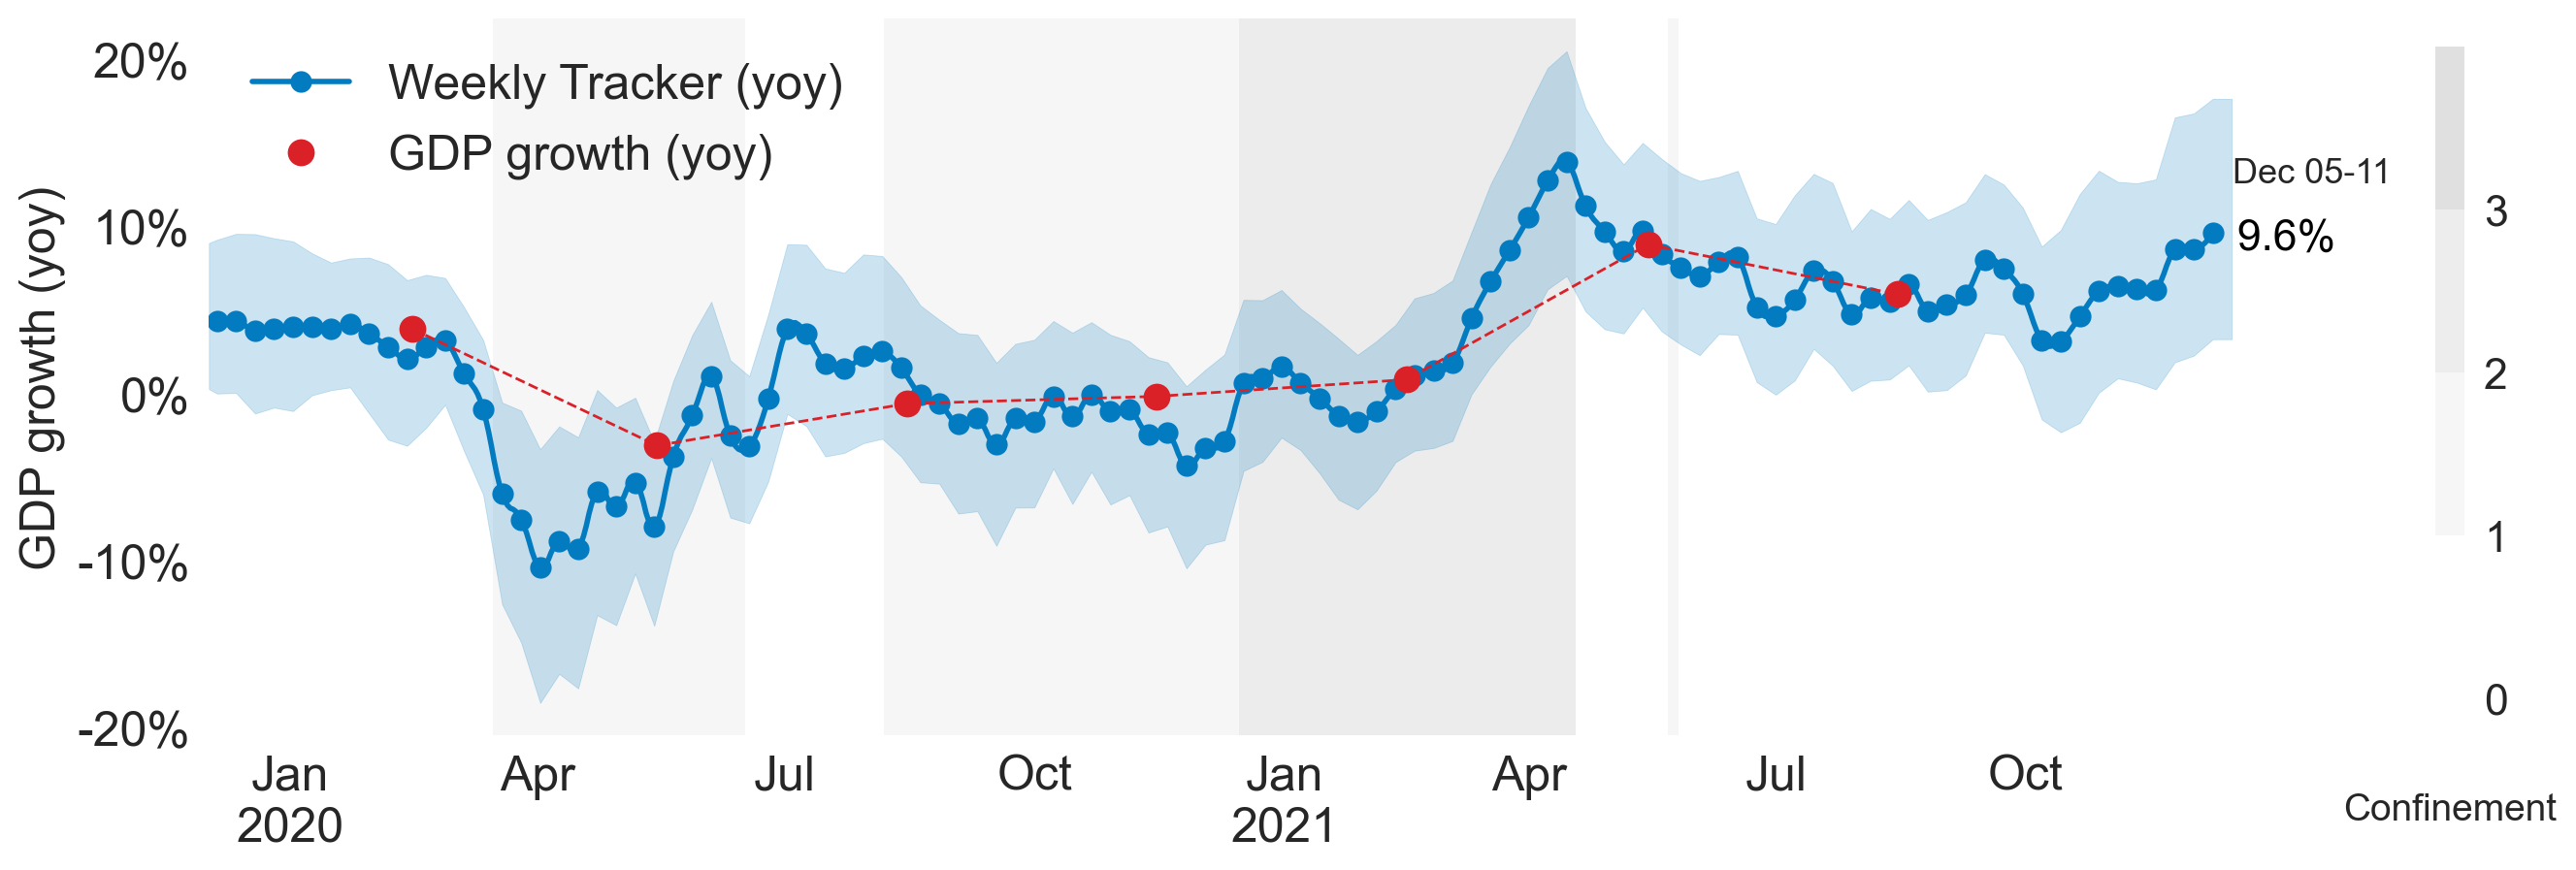 20%
10%
0%
-10%
-20%
GDP growth (yoy)
Weekly Tracker (yoy)
GDP growth (yoy)
Dec 05-11
9.6%
3
2
1
0
Confinement
Jan Apr Jul Oct Jan Apr Jul Oct
2020 2021